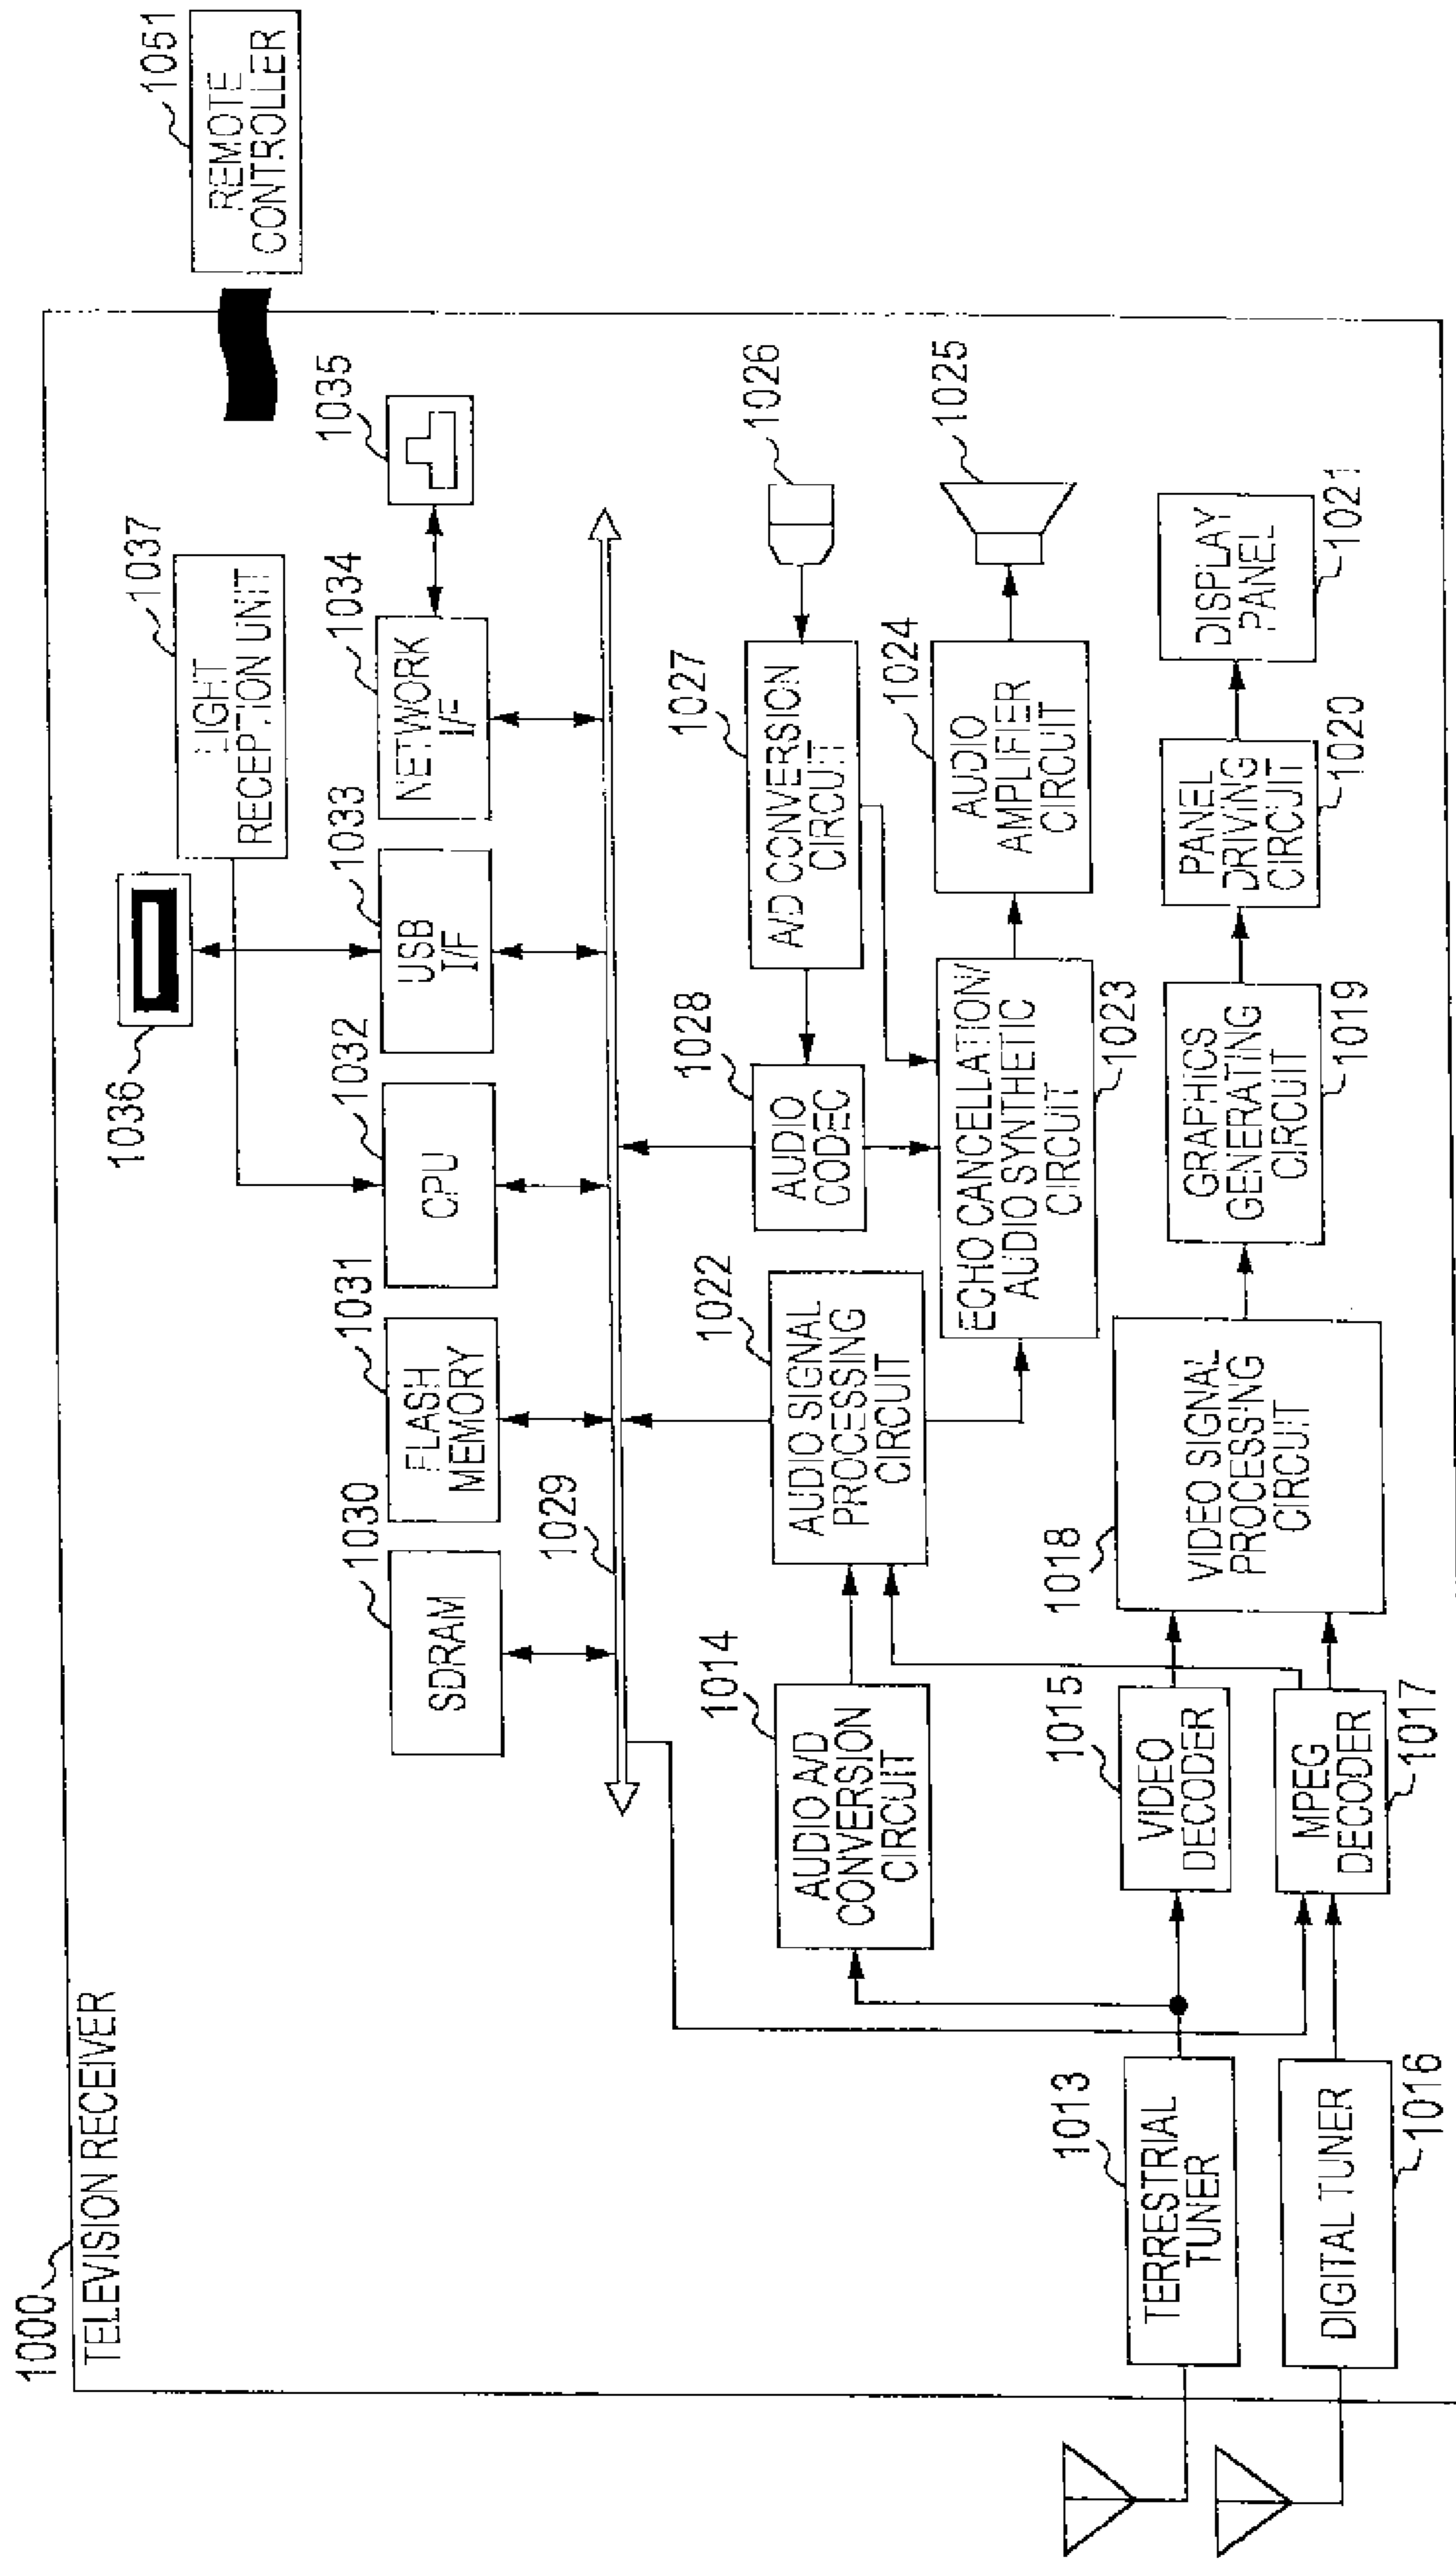 1000
TELEVISION RECEIVER
1051
REMOTE
CONTROLLER
1036
1037
LIGHT
RECEPTION UNIT
1030
SDRAM
1031
FLASH
MEMORY
1032
CPU
1033
USB
I/F
1034
NETWORK
I/F
1035
1029
1014
AUDIO A/D
CONVERSION
CIRCUIT
1022
AUDIO SIGNAL
PROCESSING
CIRCUIT
1028
AUDIO
CODEC
1027
A/D CONVERSION
CIRCUIT
1026
ECHO CANCELLATION/
AUDIO SYNTHETIC
CIRCUIT
1023
1024
AUDIO
AMPLIFIER
CIRCUIT
1025
1013
TERRESTRIAL
TUNER
1015
VIDEO
DECODER
1018
VIDEO SIGNAL
PROCESSING
CIRCUIT
GRAPHICS
GENERATING
CIRCUIT
1019
PANEL
DRIVING
CIRCUIT
1020
DISPLAY
PANEL
1021
DIGITAL TUNER
1016
MPEG
DECODER
1017